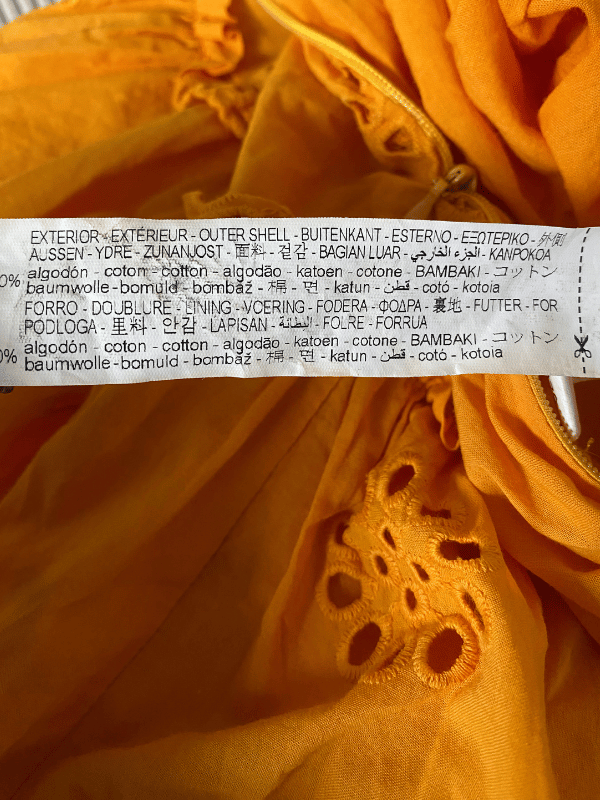 EXTERIOR - EXTÉRIEUR - OUTER SHELL - BUITENKANT - ESTERNO - ΕΞΩΤΕΡΙΚΟ - 外側
AUSSEN - YDRE - ZUNANJOST - 面料 - 겉감 - BAGIAN LUAR - الجزء الخارجي - KANPOKOA
0% algodón - coton - cotton - algodão - katoen - cotone - BAMBAKI - コットン
baumwolle - bomuld - bombaž - 棉 - 면 - katun - قطن - cotó - kotoia
FORRO - DOUBLURE - LINING - VOERING - FODERA - ΦΟΔΡΑ - 裏地 - FUTTER - FOR
PODLOGA - 里料 - 안감 - LAPISAN - البطانة - FOLRE - FORRUA
0% algodón - coton - cotton - algodão - katoen - cotone - BAMBAKI - コットン
baumwolle - bomuld - bombaž - 棉 - 면 - katun - قطن - cotó - kotoia